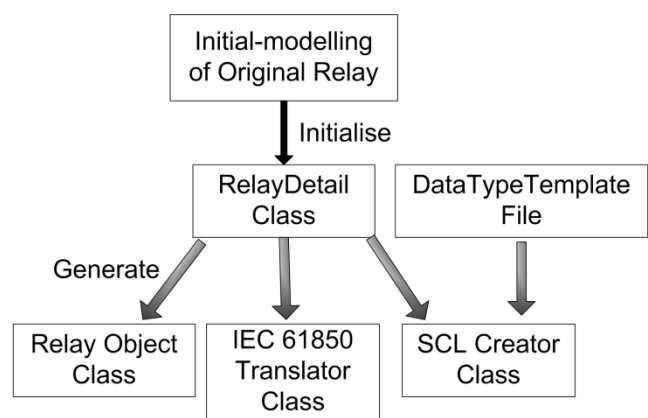 Initial-modelling
of Original Relay
Initialise
RelayDetail
Class
DataTypeTemplate
File
Generate
Relay Object
Class
IEC 61850
Translator
Class
SCL Creator
Class